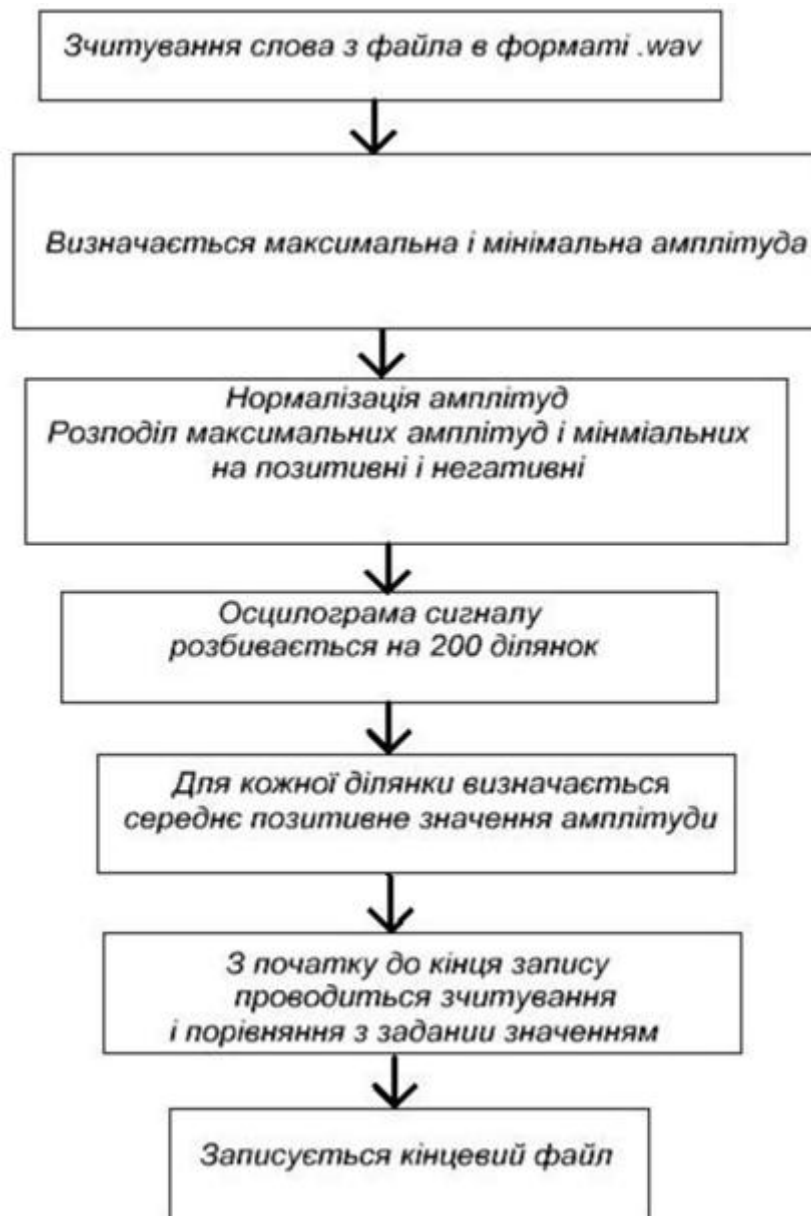 Зчитування слова з файла в форматі .wav
Визначається максимальна і мінімальна амплітуда
Нормалізація амплітуд
Розподіл максимальних амплітуд і мінміальних
на позитивні і негативні
Осцилограма сигналу
розбивається на 200 ділянок
Для кожної ділянки визначається
середнє позитивне значення амплітуди
З початку до кінця запису
проводиться зчитування
і порівняння з задании значенням
Записується кінцевий файл